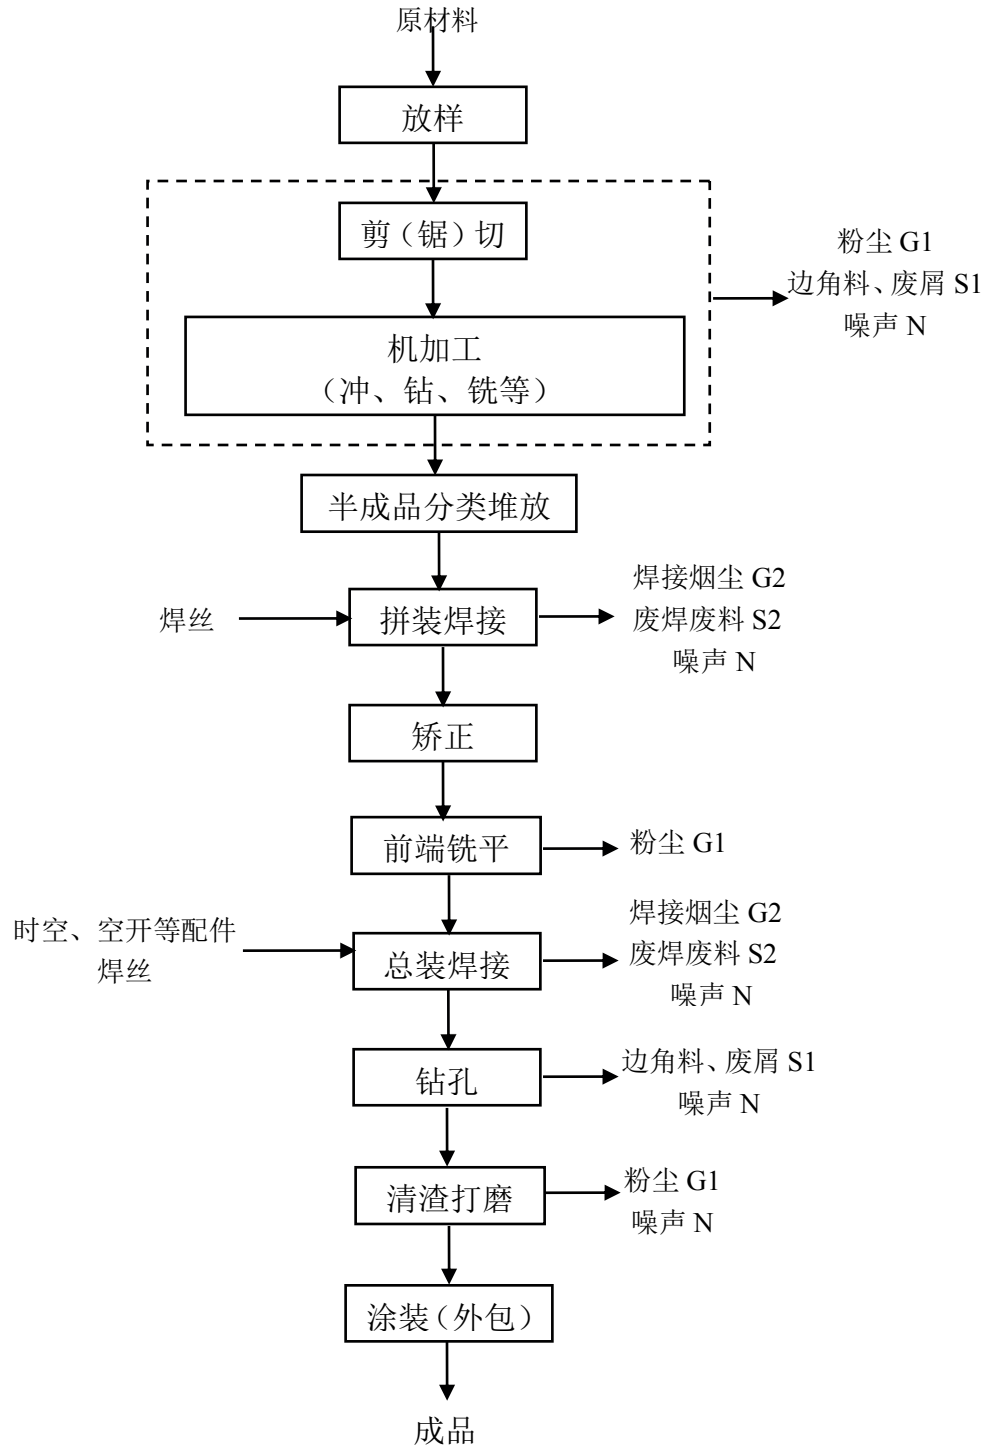 原材料
放样
剪（锯）切
粉尘 G1
边角料、废屑 S1
噪声 N
机加工
（冲、钻、铣等）
半成品分类堆放
焊丝
拼装焊接
焊接烟尘 G2
废焊废料 S2
噪声 N
矫正
前端铣平
粉尘 G1
时空、空开等配件
焊丝
总装焊接
焊接烟尘 G2
废焊废料 S2
噪声 N
钻孔
边角料、废屑 S1
噪声 N
清渣打磨
粉尘 G1
噪声 N
涂装（外包）
成品